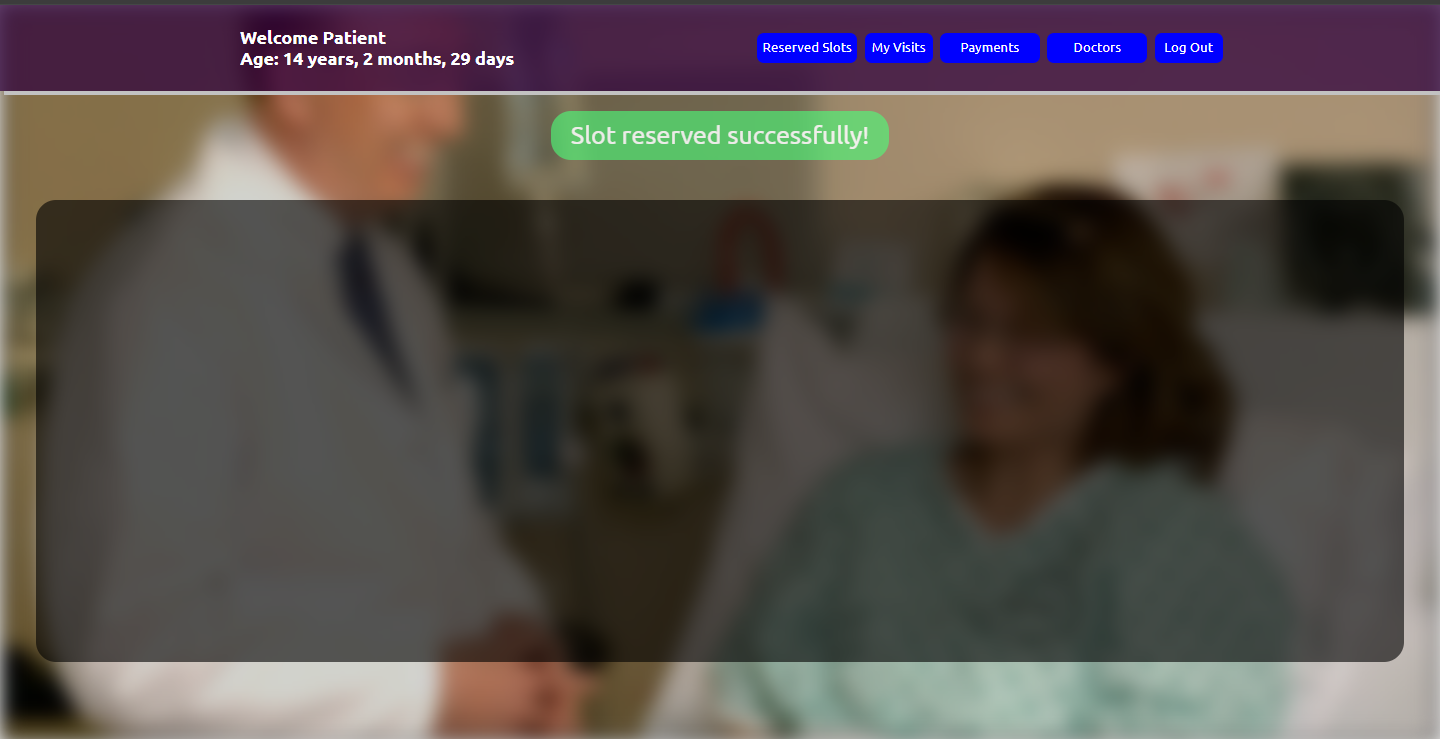 Welcome Patient
Age: 14 years, 2 months, 29 days
Reserved Slots My Visits Payments Doctors Log Out
Slot reserved successfully!